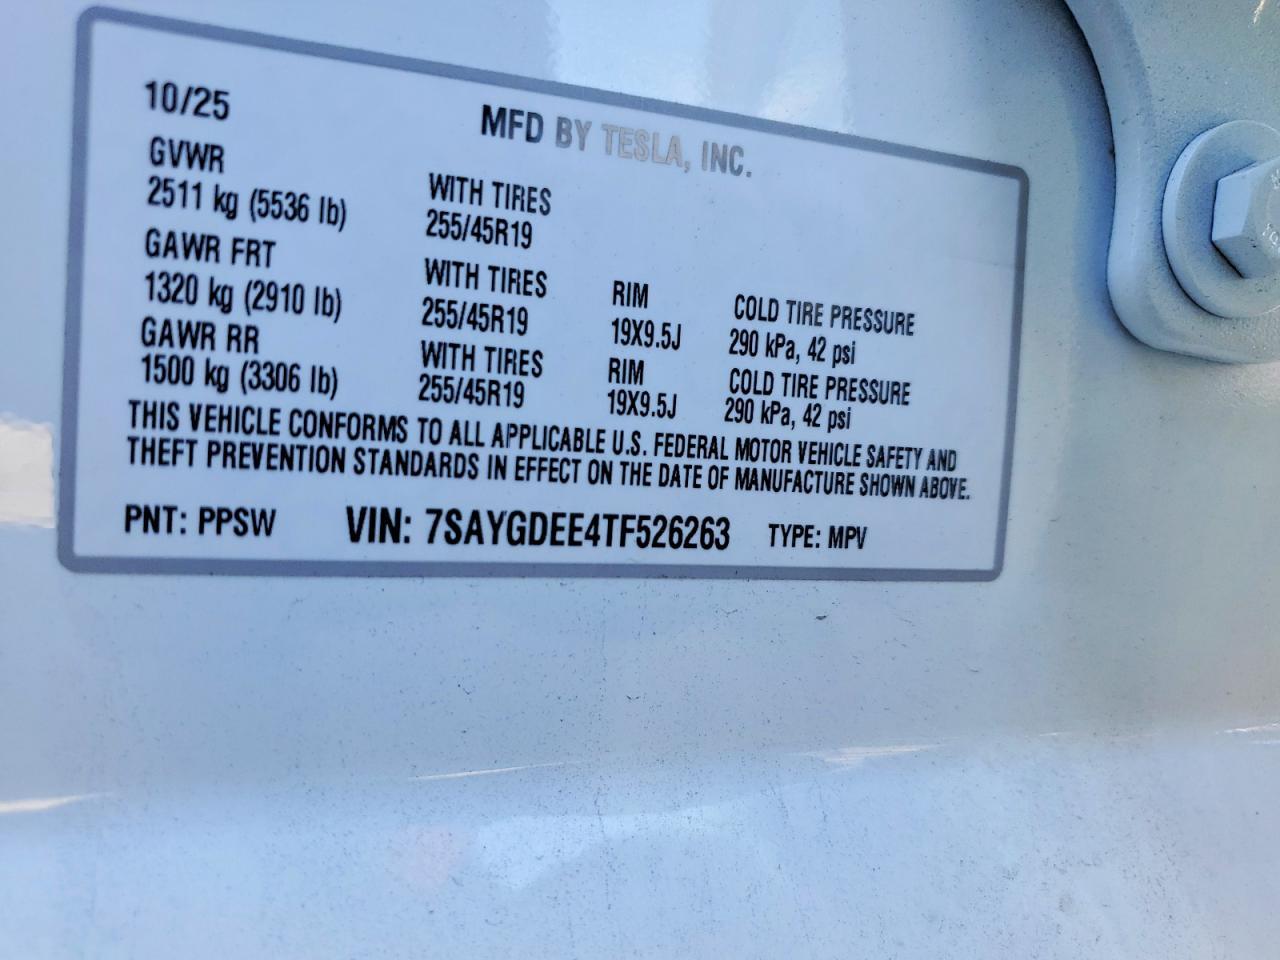 10/25
MFD BY TESLA, INC.
GVWR
2511 kg (5536 lb)
WITH TIRES
255/45R19
GAWR FRT
1320 kg (2910 lb)
WITH TIRES
255/45R19
RIM
19X9.5J
COLD TIRE PRESSURE
290 kPa, 42 psi
GAWR RR
1500 kg (3306 lb)
WITH TIRES
255/45R19
RIM
19X9.5J
COLD TIRE PRESSURE
290 kPa, 42 psi
THIS VEHICLE CONFORMS TO ALL APPLICABLE U.S. FEDERAL MOTOR VEHICLE SAFETY AND
THEFT PREVENTION STANDARDS IN EFFECT ON THE DATE OF MANUFACTURE SHOWN ABOVE.
PNT: PPSW VIN: 7SAYGDEE4TF526263 TYPE: MPV